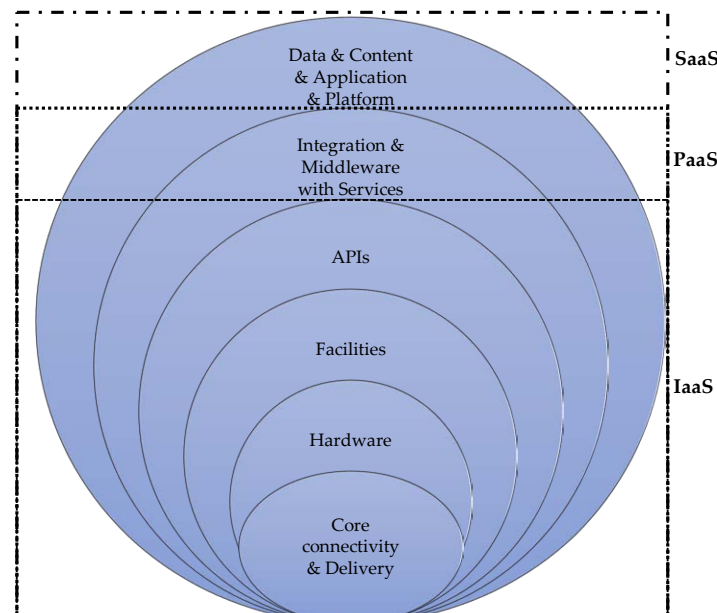 Data & Content
& Application
& Platform
SaaS
Integration &
Middleware
with Services
PaaS
APIs
Facilities
IaaS
Hardware
Core
connectivity
& Delivery